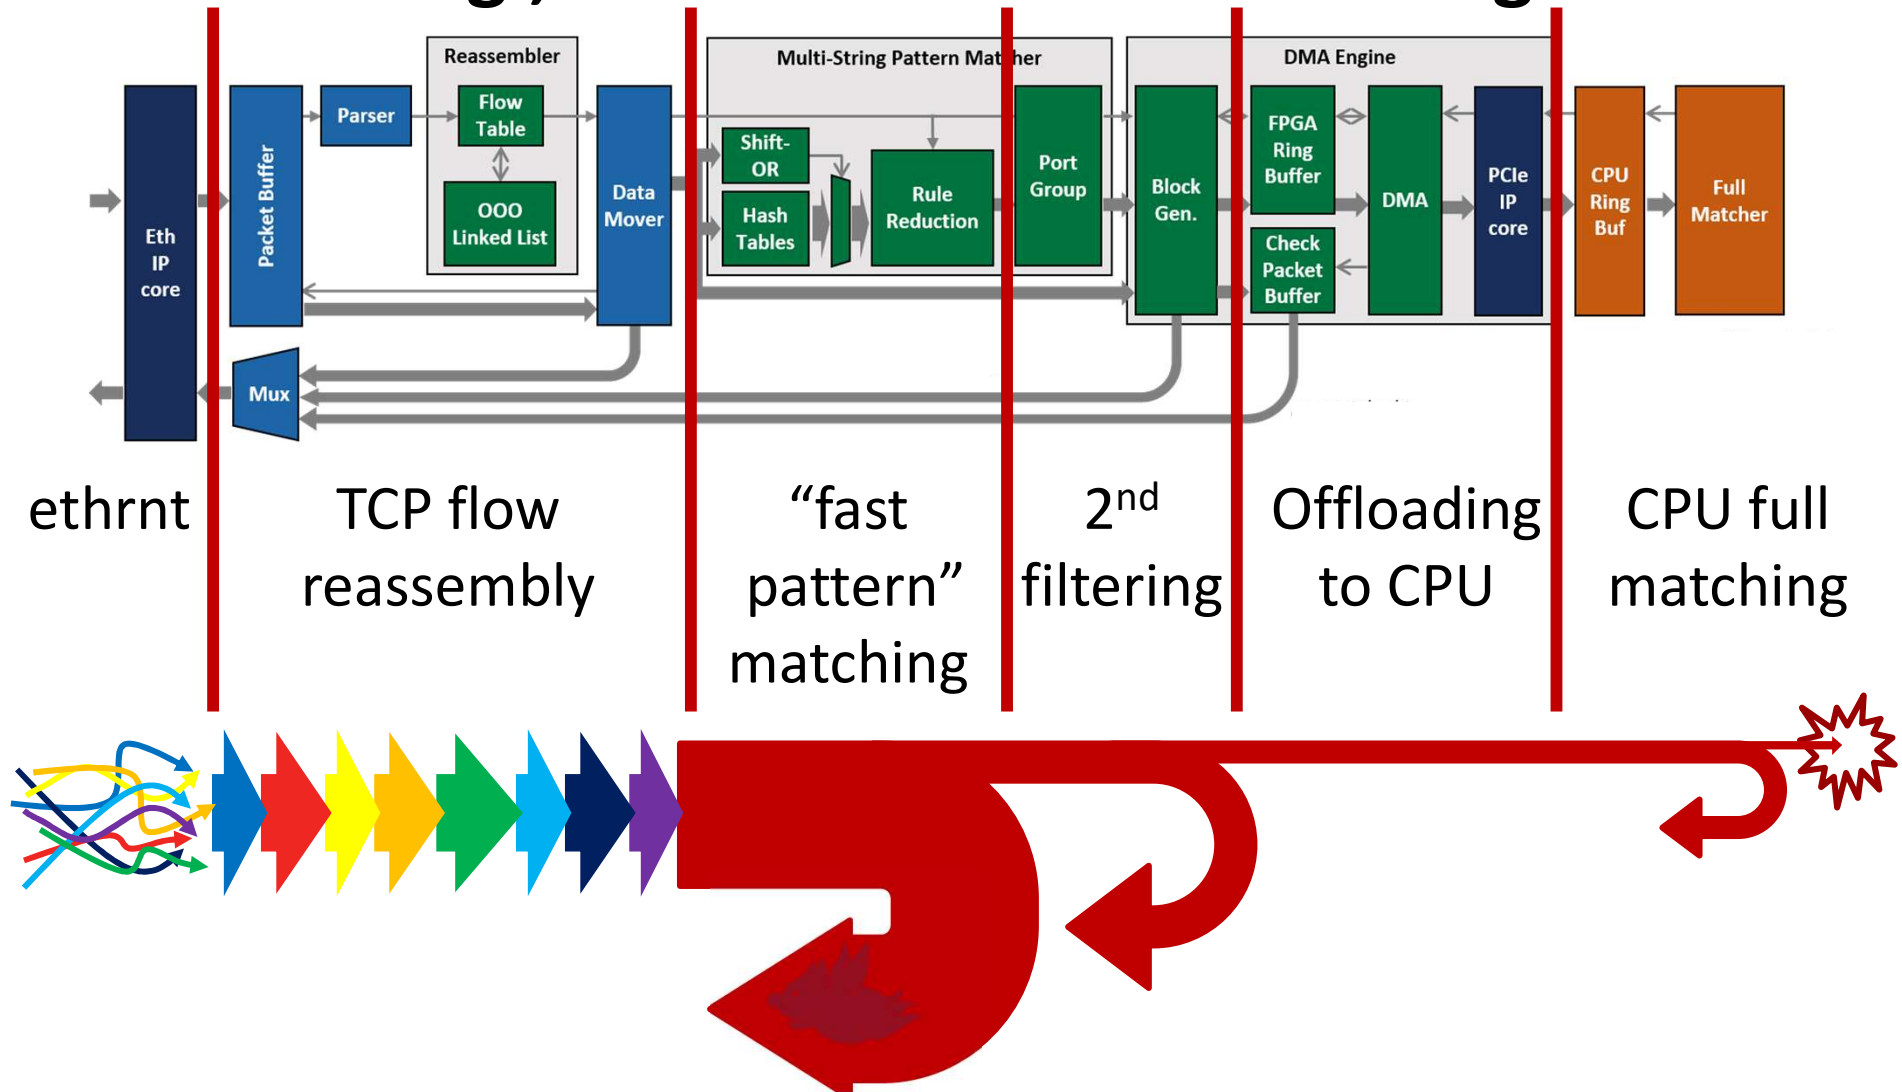 Reassembler
Multi-String Pattern Matcher
DMA Engine
Eth
IP
core
Packet Buffer
Parser
Flow
Table
OOO
Linked List
Data
Mover
Mux
Shift-
OR
Hash
Tables
Rule
Reduction
Port
Group
Block
Gen.
FPGA
Ring
Buffer
Check
Packet
Buffer
DMA
PCIe
IP
core
CPU
Ring
Buf
Full
Matcher
ethrnt
TCP flow
reassembly
“fast
pattern”
matching
2nd
filtering
Offloading
to CPU
CPU full
matching